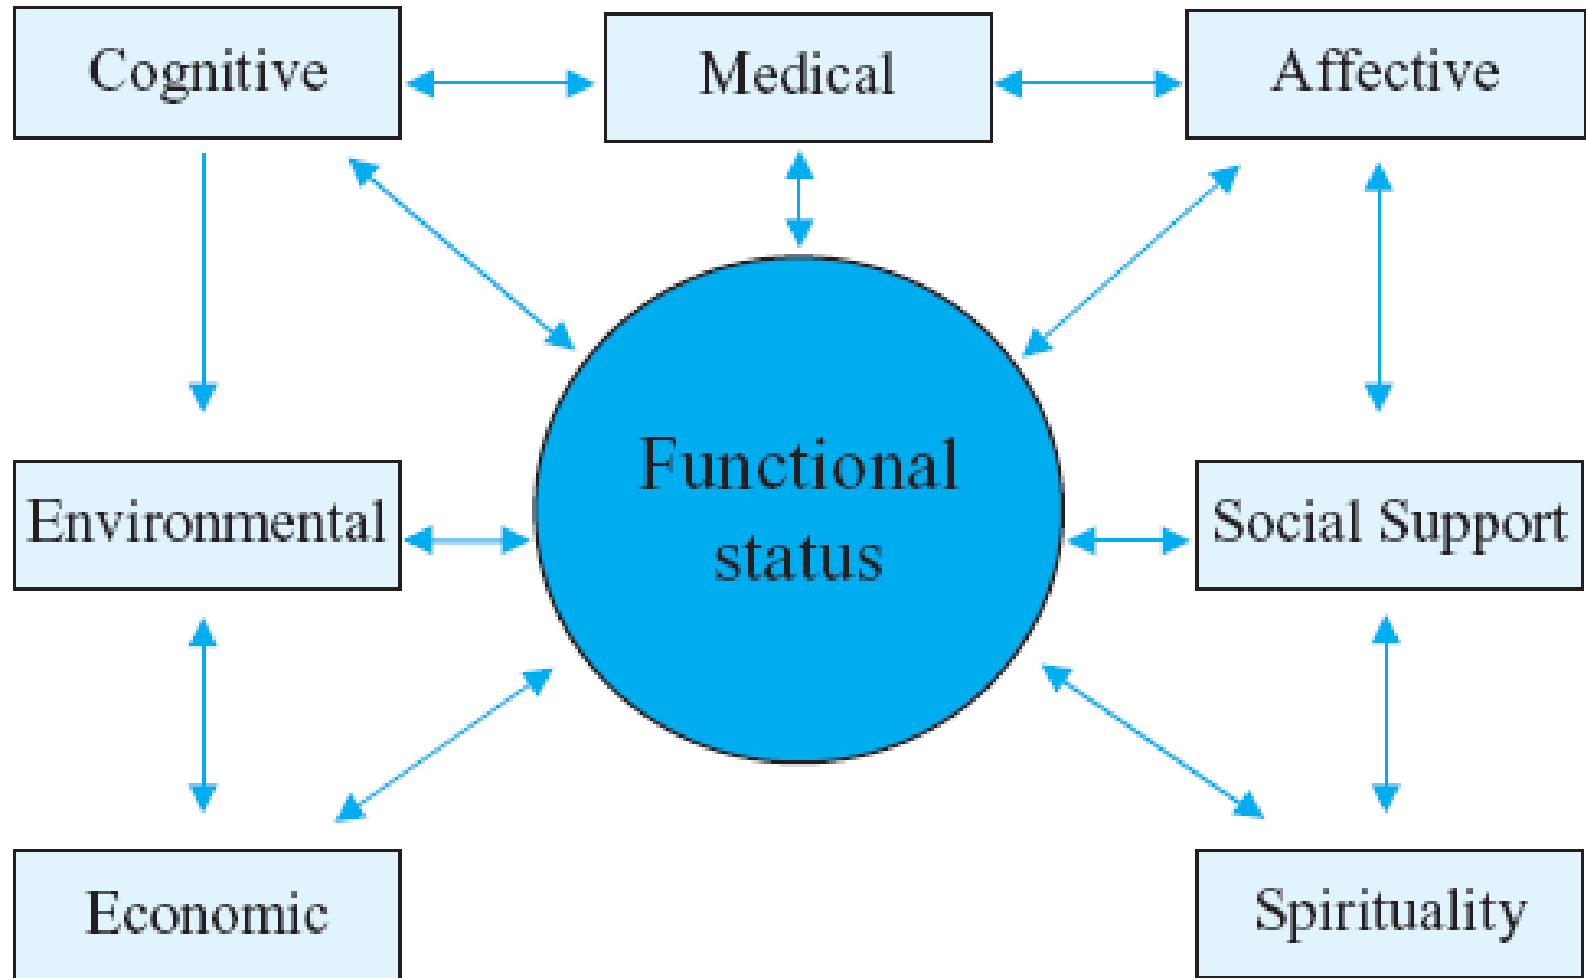 Cognitive
Medical
Affective
Functional
status
Environmental
Social Support
Economic
Spirituality